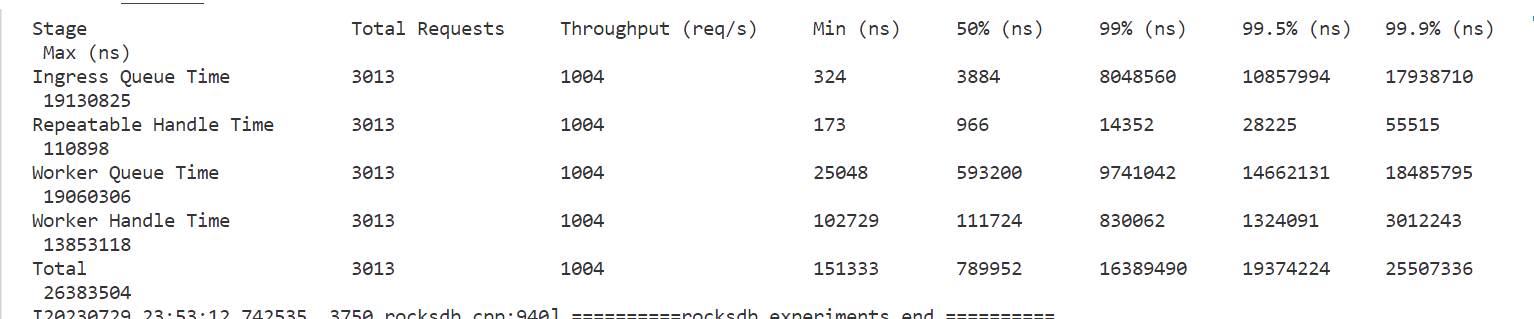 Stage Total Requests Throughput (req/s) Min (ns) 50% (ns) 99% (ns) 99.5% (ns) 99.9% (ns)
Max (ns)
Ingress Queue Time 3013 1004 324 3884 8048560 10857994 17938710
19130825
Repeatable Handle Time 3013 1004 173 966 14352 28225 55515
110898
Worker Queue Time 3013 1004 25048 593200 9741042 14662131 18485795
19060306
Worker Handle Time 3013 1004 102729 111724 830062 1324091 3012243
13853118
Total 3013 1004 151333 789952 16389490 19374224 25507336
26383504
I20230729 23:53:12.742535 3750 rocksdb.cpp:940] ==========rocksdb experiments end ==========